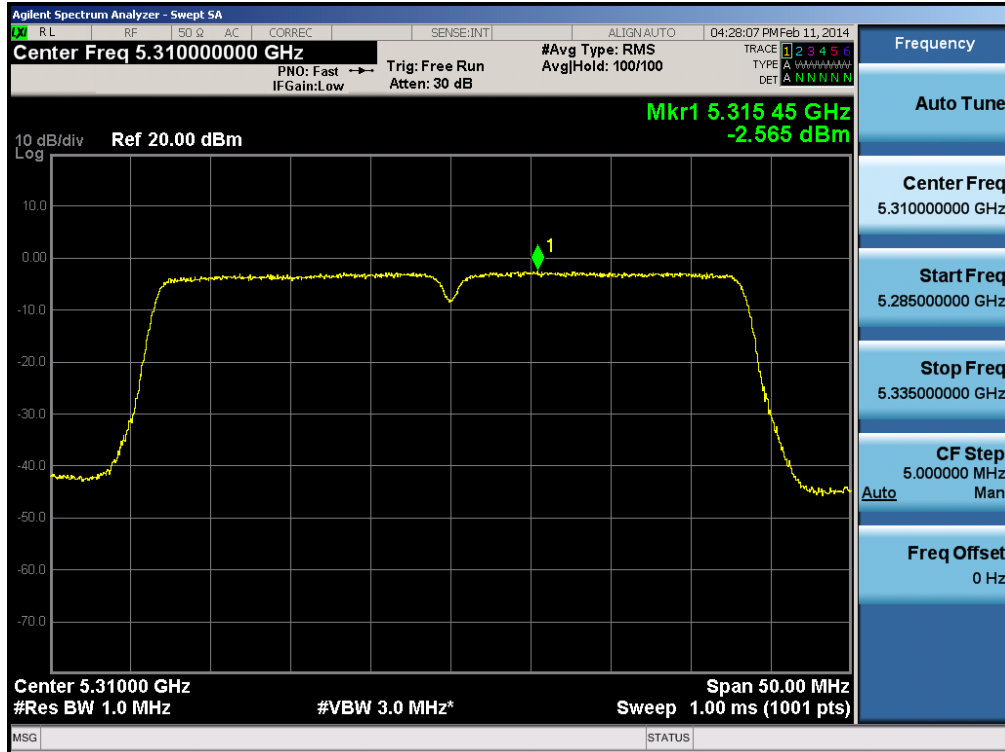 Agilent Spectrum Analyzer - Swept SA
LXI RL RF 50 Ω AC CORREC SENSE:INT ALIGN AUTO 04:28:07 PM Feb 11, 2014
Center Freq 5.310000000 GHz
PNO: Fast
IFGain:Low
Trig: Free Run
Atten: 30 dB
#Avg Type: RMS
Avg|Hold: 100/100
TRACE 1 2 3 4 5 6
TYPE A WWWWW
DET A N N N N N
Mkr1 5.315 45 GHz
-2.565 dBm
10 dB/div Ref 20.00 dBm
Log
10.0
0.00
-10.0
-20.0
-30.0
-40.0
-50.0
-60.0
-70.0
1
Center 5.31000 GHz Span 50.00 MHz
#Res BW 1.0 MHz #VBW 3.0 MHz* Sweep 1.00 ms (1001 pts)
MSG STATUS
Frequency
Auto Tune
Center Freq
5.310000000 GHz
Start Freq
5.285000000 GHz
Stop Freq
5.335000000 GHz
CF Step
5.000000 MHz
Auto Man
Freq Offset
0 Hz